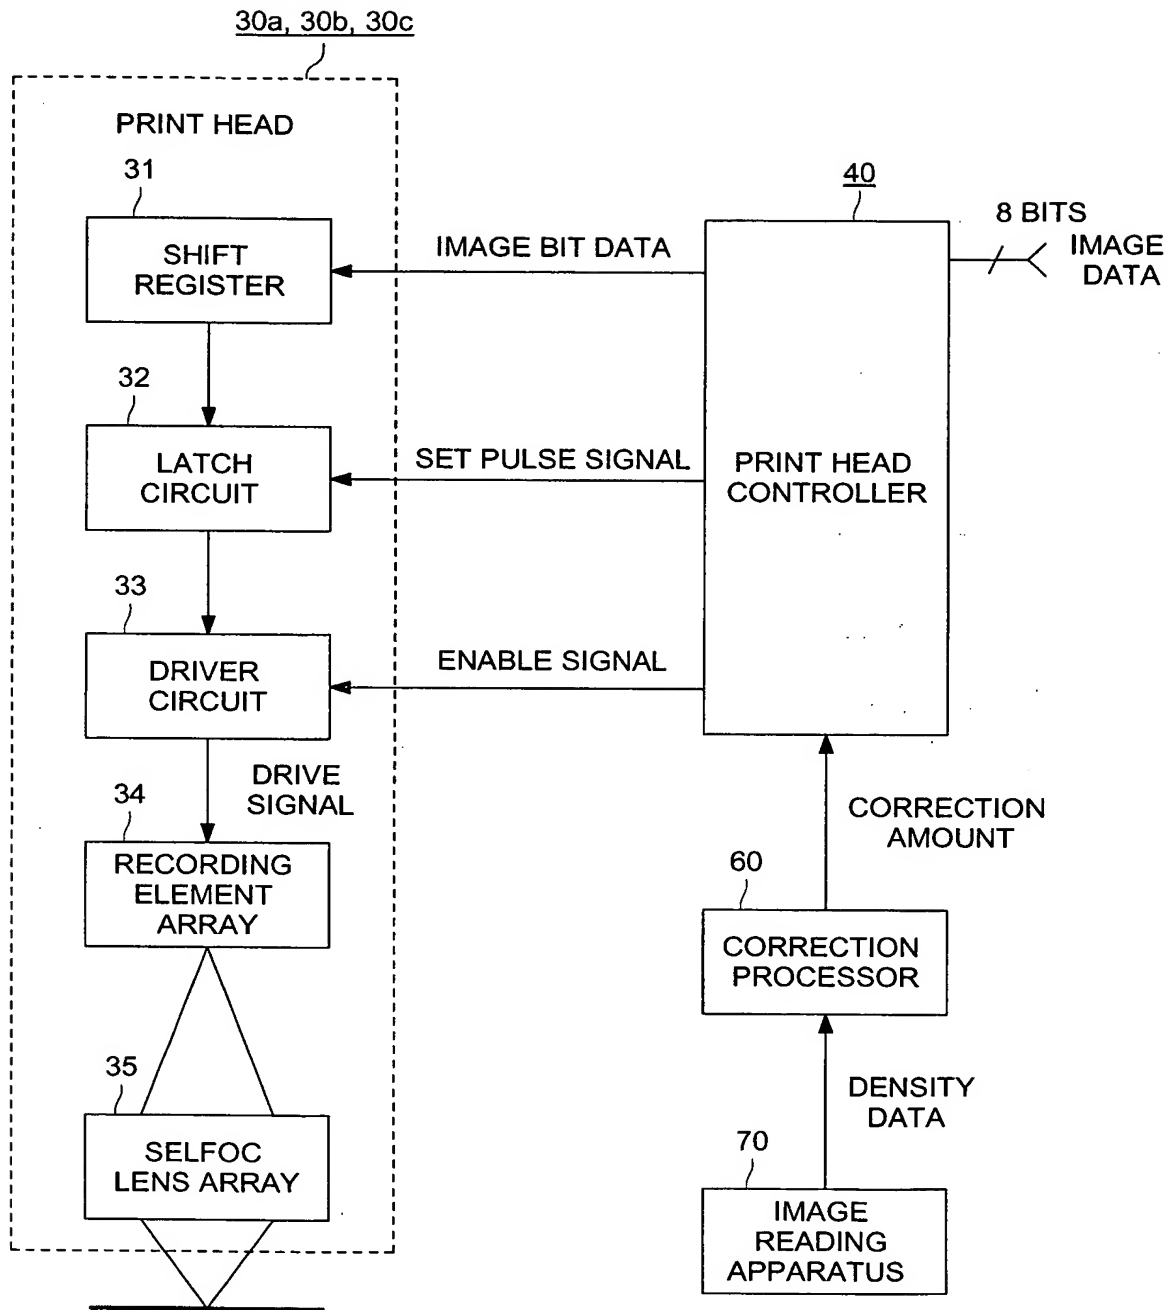 30a, 30b, 30c
PRINT HEAD
31
SHIFT
REGISTER
IMAGE BIT DATA
40
8 BITS
IMAGE
DATA
32
LATCH
CIRCUIT
SET PULSE SIGNAL
PRINT HEAD
CONTROLLER
33
DRIVER
CIRCUIT
ENABLE SIGNAL
DRIVE
SIGNAL
34
RECORDING
ELEMENT
ARRAY
CORRECTION
AMOUNT
60
CORRECTION
PROCESSOR
35
SELFOC
LENS ARRAY
DENSITY
DATA
70
IMAGE
READING
APPARATUS